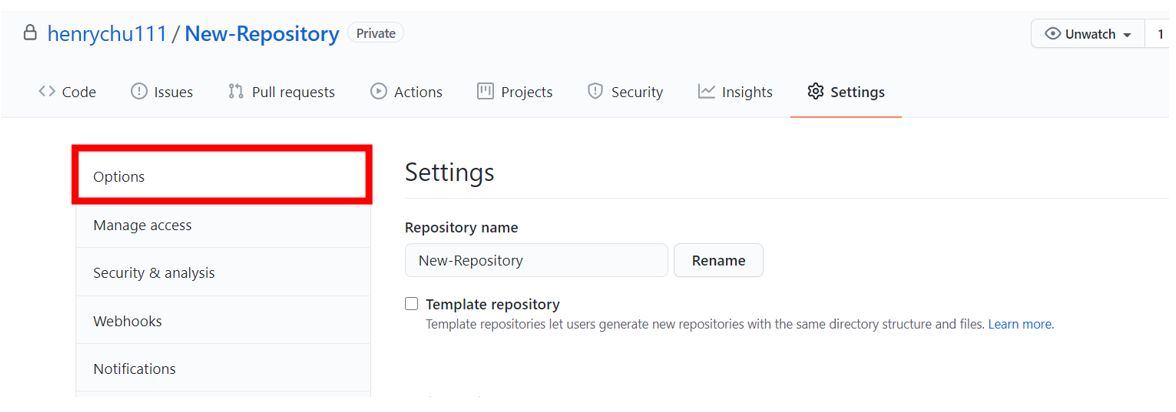 henrychu111 / New-Repository Private Unwatch 1
Code Issues Pull requests Actions Projects Security Insights Settings
Options
Manage access
Security & analysis
Webhooks
Notifications
Settings
Repository name
New-Repository Rename
Template repository
Template repositories let users generate new repositories with the same directory structure and files. Learn more.